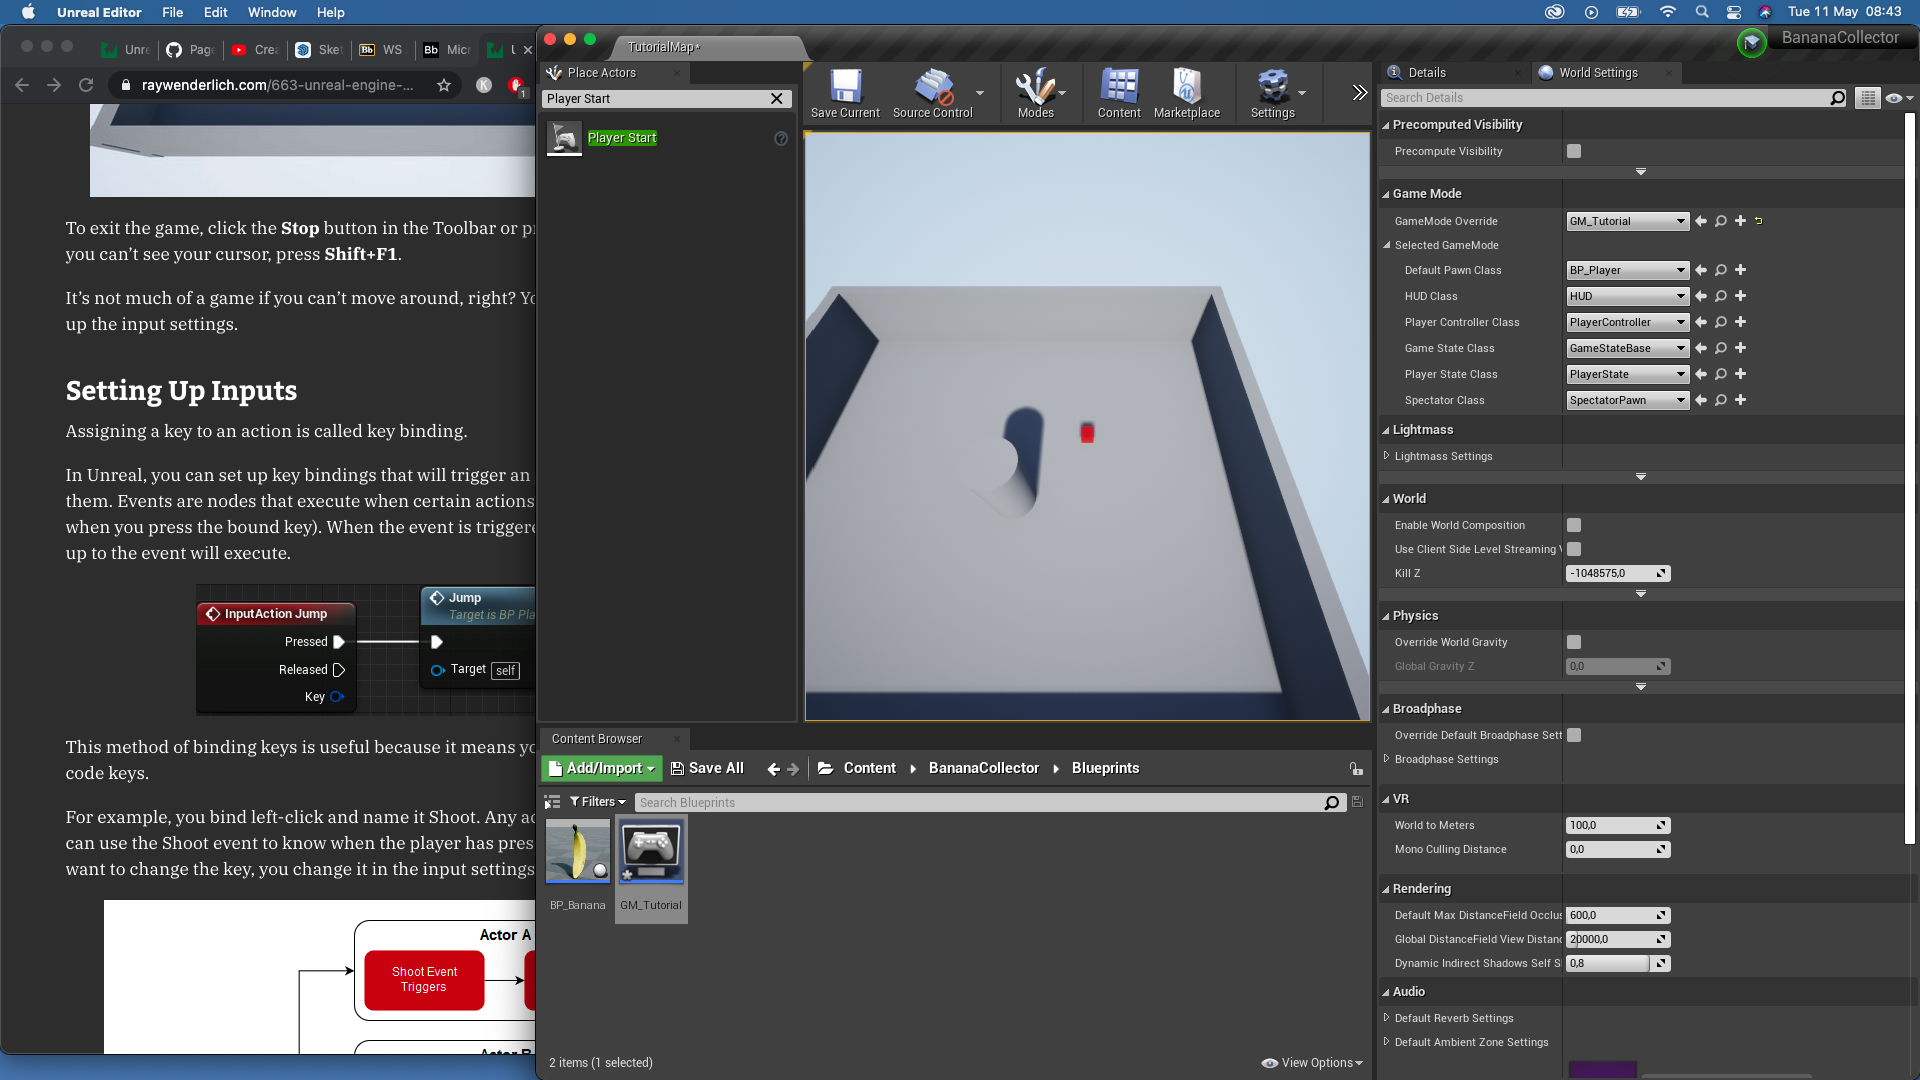 Unreal Editor File Edit Window Help
Tue 11 May 08:43
Unre Page Crea Sket WS Micr
raywenderlich.com/663-unreal-engine-...
To exit the game, click the Stop button in the Toolbar or pr
you can't see your cursor, press Shift+F1.
It's not much of a game if you can't move around, right? Yo
up the input settings.
Setting Up Inputs
Assigning a key to an action is called key binding.
In Unreal, you can set up key bindings that will trigger an
them. Events are nodes that execute when certain actions
when you press the bound key). When the event is triggere
up to the event will execute.
InputAction Jump
Pressed
Released
Key
Jump
Target is BP Pla
Target self
This method of binding keys is useful because it means yo
code keys.
For example, you bind left-click and name it Shoot. Any ac
can use the Shoot event to know when the player has pres
want to change the key, you change it in the input settings
Actor A
Shoot Event
Triggers
Actor B
TutorialMap*
BananaCollector
Place Actors
Player Start
Player Start
Save Current Source Control Modes Content Marketplace Settings
Content Browser
Add/Import Save All Content BananaCollector Blueprints
Filters Search Blueprints
BP_Banana GM_Tutorial
2 items (1 selected)
View Options
Details World Settings
Search Details
Precomputed Visibility
Precompute Visibility
Game Mode
GameMode Override GM_Tutorial
Selected GameMode
Default Pawn Class BP_Player
HUD Class HUD
Player Controller Class PlayerController
Game State Class GameStateBase
Player State Class PlayerState
Spectator Class SpectatorPawn
Lightmass
Lightmass Settings
World
Enable World Composition
Use Client Side Level Streaming V
Kill Z -1048575,0
Physics
Override World Gravity
Global Gravity Z 0,0
Broadphase
Override Default Broadphase Sett
Broadphase Settings
VR
World to Meters 100,0
Mono Culling Distance 0,0
Rendering
Default Max DistanceField Occlus 600,0
Global DistanceField View Distanc 20000,0
Dynamic Indirect Shadows Self S 0,8
Audio
Default Reverb Settings
Default Ambient Zone Settings